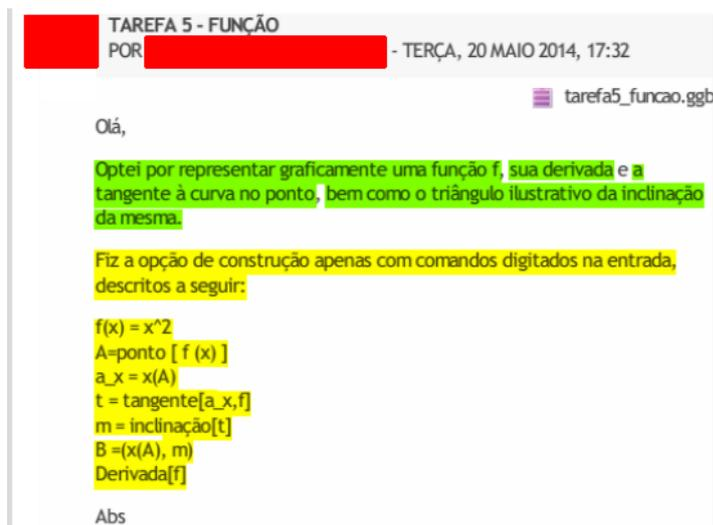 TAREFA 5 - FUNÇÃO
POR - TERÇA, 20 MAIO 2014, 17:32
tarefa5_funcao.ggb
Olá,
Optei por representar graficamente uma função f, sua derivada e a
tangente à curva no ponto, bem como o triângulo ilustrativo da inclinação
da mesma.
Fiz a opção de construção apenas com comandos digitados na entrada,
descritos a seguir:
f(x) = x^2
A=ponto [ f (x) ]
a_x = x(A)
t = tangente[a_x,f]
m = inclinação[t]
B =(x(A), m)
Derivada[f]
Abs